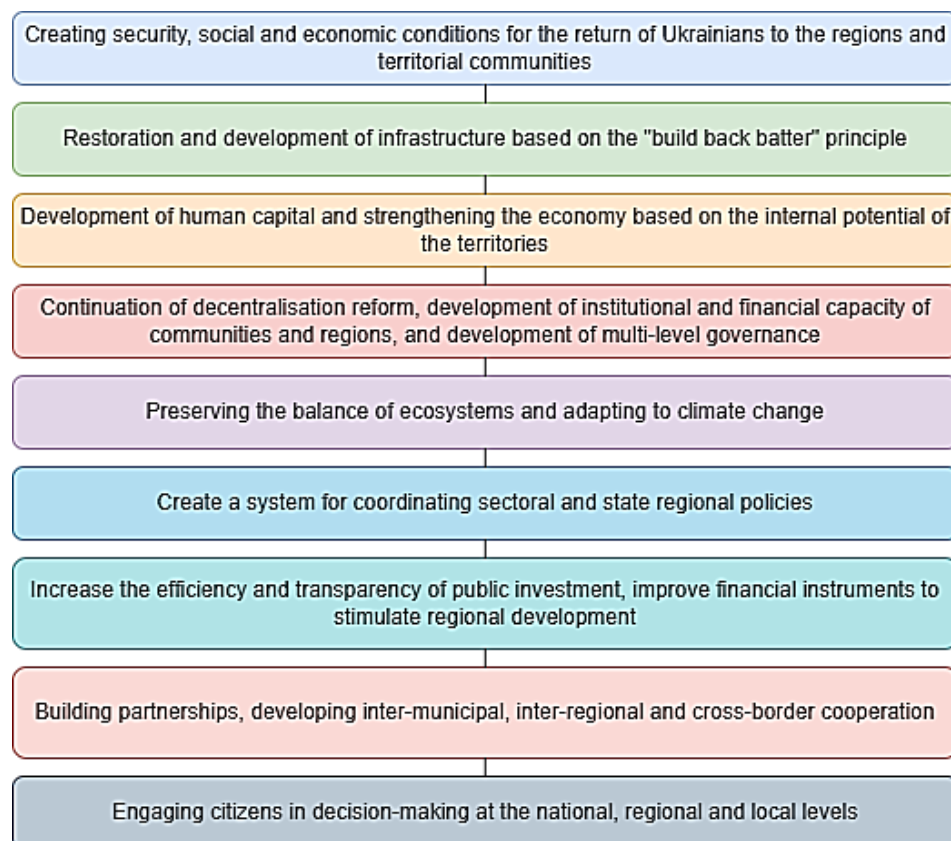 Creating security, social and economic conditions for the return of Ukrainians to the regions and
territorial communities
Restoration and development of infrastructure based on the "build back batter" principle
Development of human capital and strengthening the economy based on the internal potential of
the territories
Continuation of decentralisation reform, development of institutional and financial capacity of
communities and regions, and development of multi-level governance
Preserving the balance of ecosystems and adapting to climate change
Create a system for coordinating sectoral and state regional policies
Increase the efficiency and transparency of public investment, improve financial instruments to
stimulate regional development
Building partnerships, developing inter-municipal, inter-regional and cross-border cooperation
Engaging citizens in decision-making at the national, regional and local levels